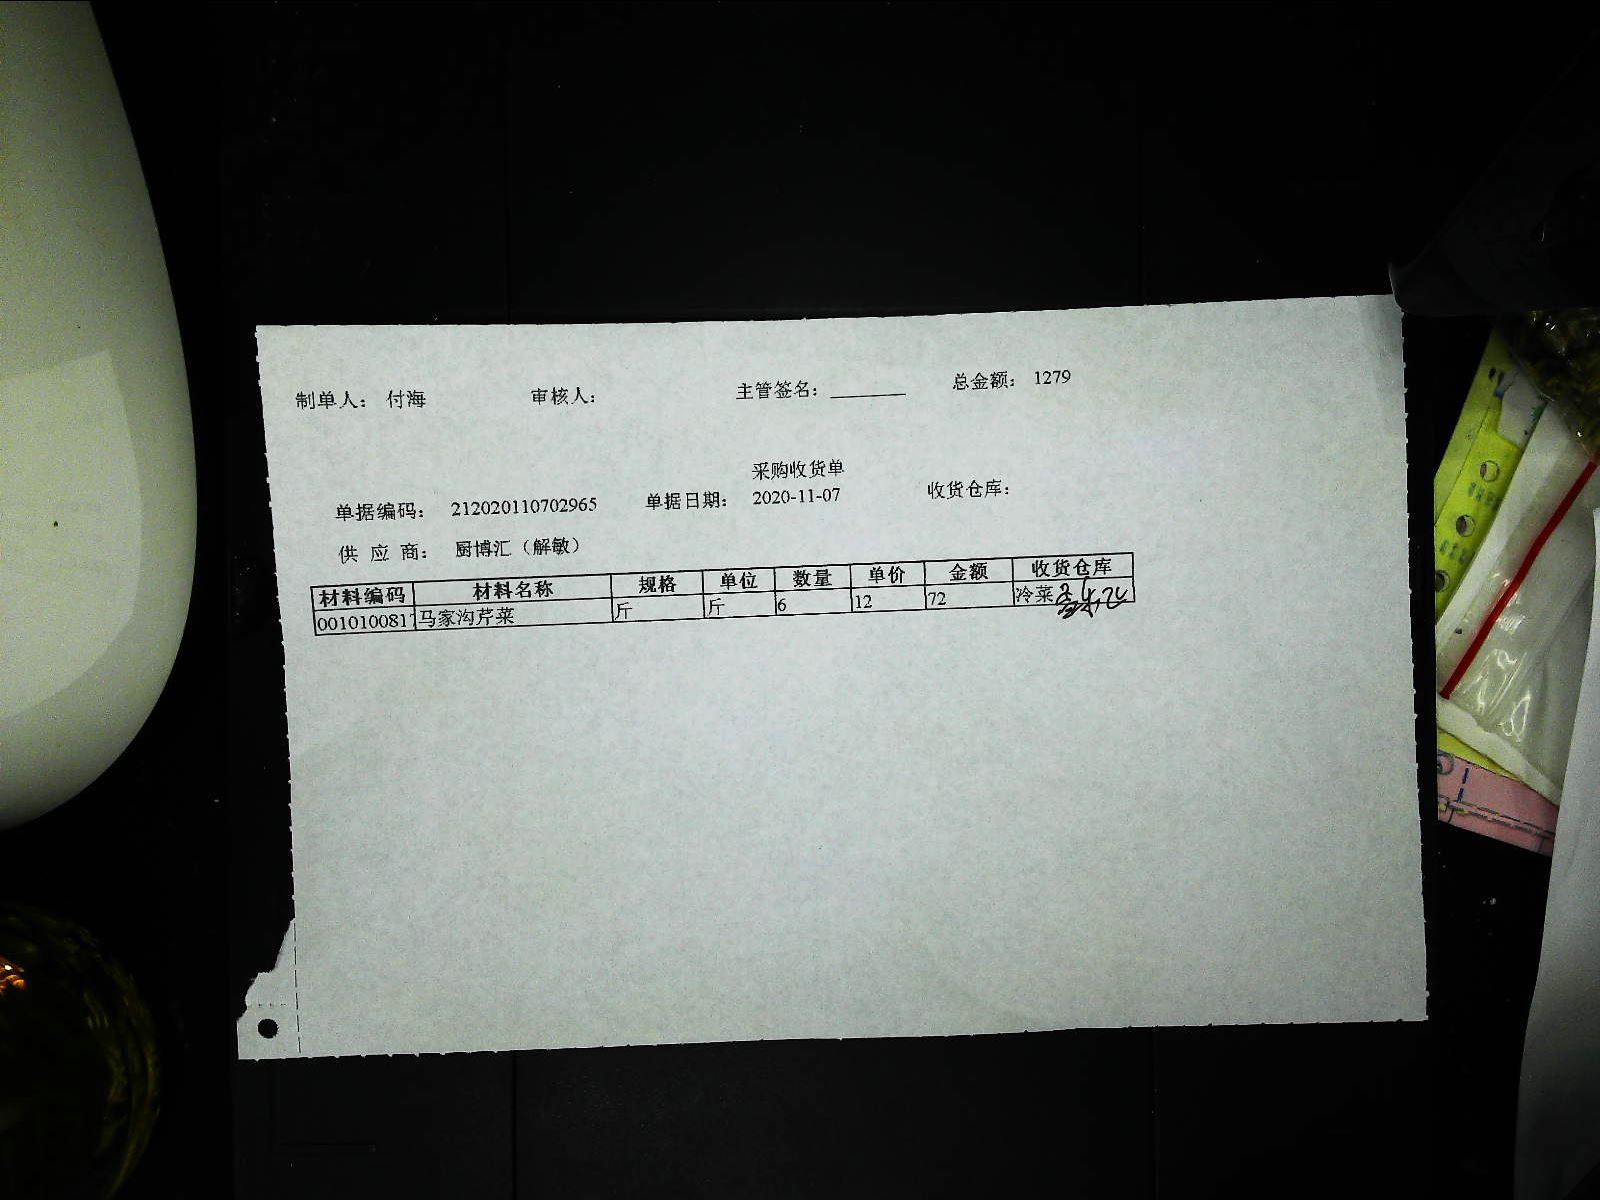 制单人： 付海 审核人： 主管签名： 总金额： 1279
采购收货单
单据编码： 212020110702965 单据日期： 2020-11-07 收货仓库：
供 应 商： 厨博汇（解敏）
材料编码 材料名称 规格 单位 数量 单价 金额 收货仓库
0010100817 马家沟芹菜 斤 斤 6 12 72 冷菜